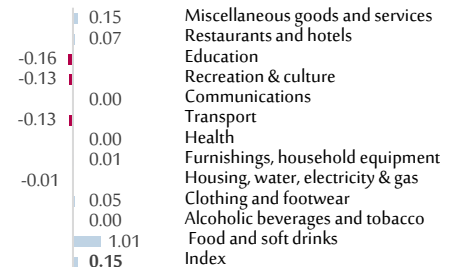 0.15 Miscellaneous goods and services
0.07 Restaurants and hotels
-0.16 Education
-0.13 Recreation & culture
0.00 Communications
-0.13 Transport
0.00 Health
0.01 Furnishings, household equipment
-0.01 Housing, water, electricity & gas
0.05 Clothing and footwear
0.00 Alcoholic beverages and tobacco
1.01 Food and soft drinks
0.15 Index